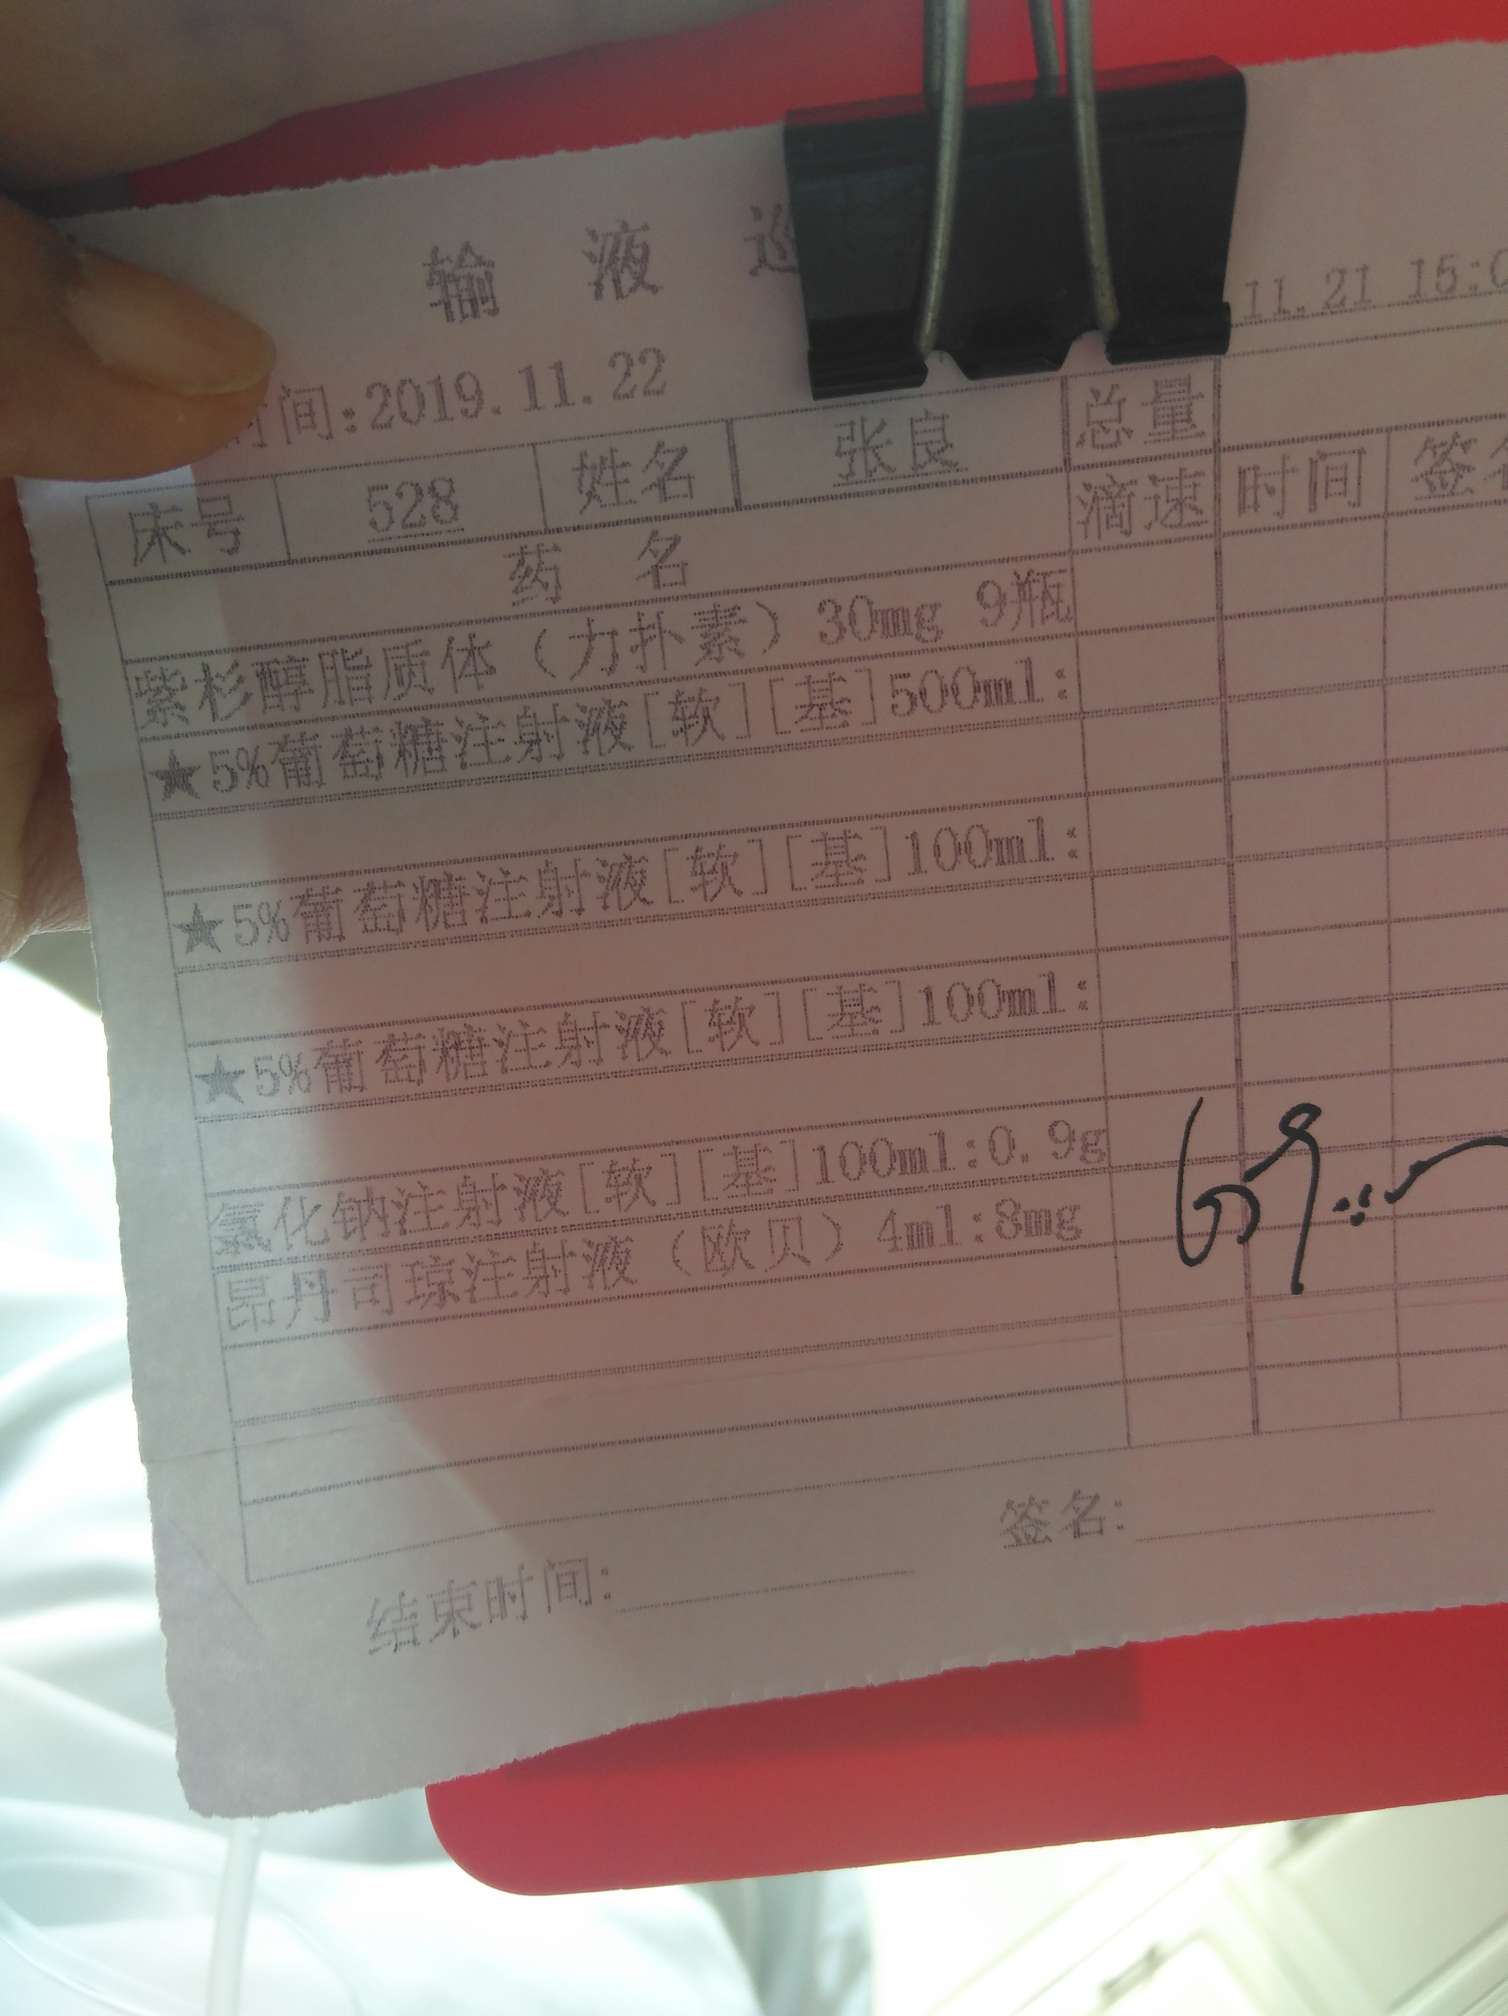 输 液
11.21 15:0
时间:2019.11.22
床号 528 姓名 张良 总量
药 名 滴速 时间 签名
紫杉醇脂质体（力扑素）30mg 9瓶
★5%葡萄糖注射液[软][基]500ml:
★5%葡萄糖注射液[软][基]100ml:
★5%葡萄糖注射液[软][基]100ml:
氯化钠注射液[软][基]100ml:0.9g
昂丹司琼注射液（欧贝）4ml:8mg
结束时间: 签名: